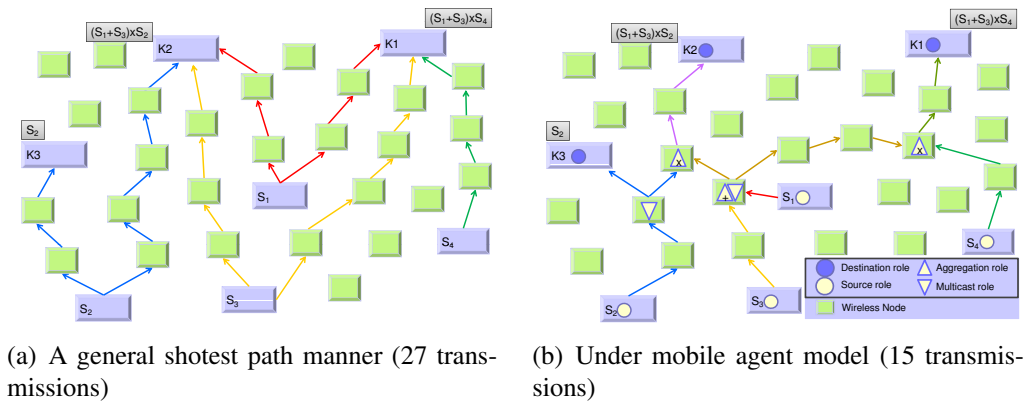 (S1+S3)xS2
(S1+S3)xS4
K2
K1
S2
K3
S1
S4
S2
S3
(S1+S3)xS2
(S1+S3)xS4
K2
K1
S2
K3
x
x
+
S1
S4
S2
S3
Destination role
Aggregation role
Source role
Multicast role
Wireless Node
(a) A general shotest path manner (27 trans-
missions)
(b) Under mobile agent model (15 transmis-
sions)